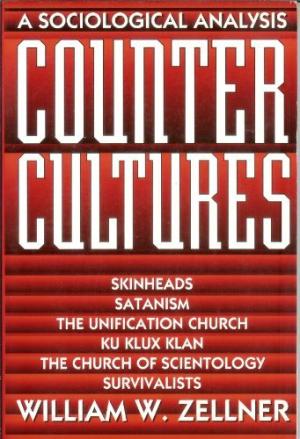 A SOCIOLOGICAL ANALYSIS
COUNTER
CULTURES
SKINHEADS
SATANISM
THE UNIFICATION CHURCH
KU KLUX KLAN
THE CHURCH OF SCIENTOLOGY
SURVIVALISTS
WILLIAM W. ZELLNER